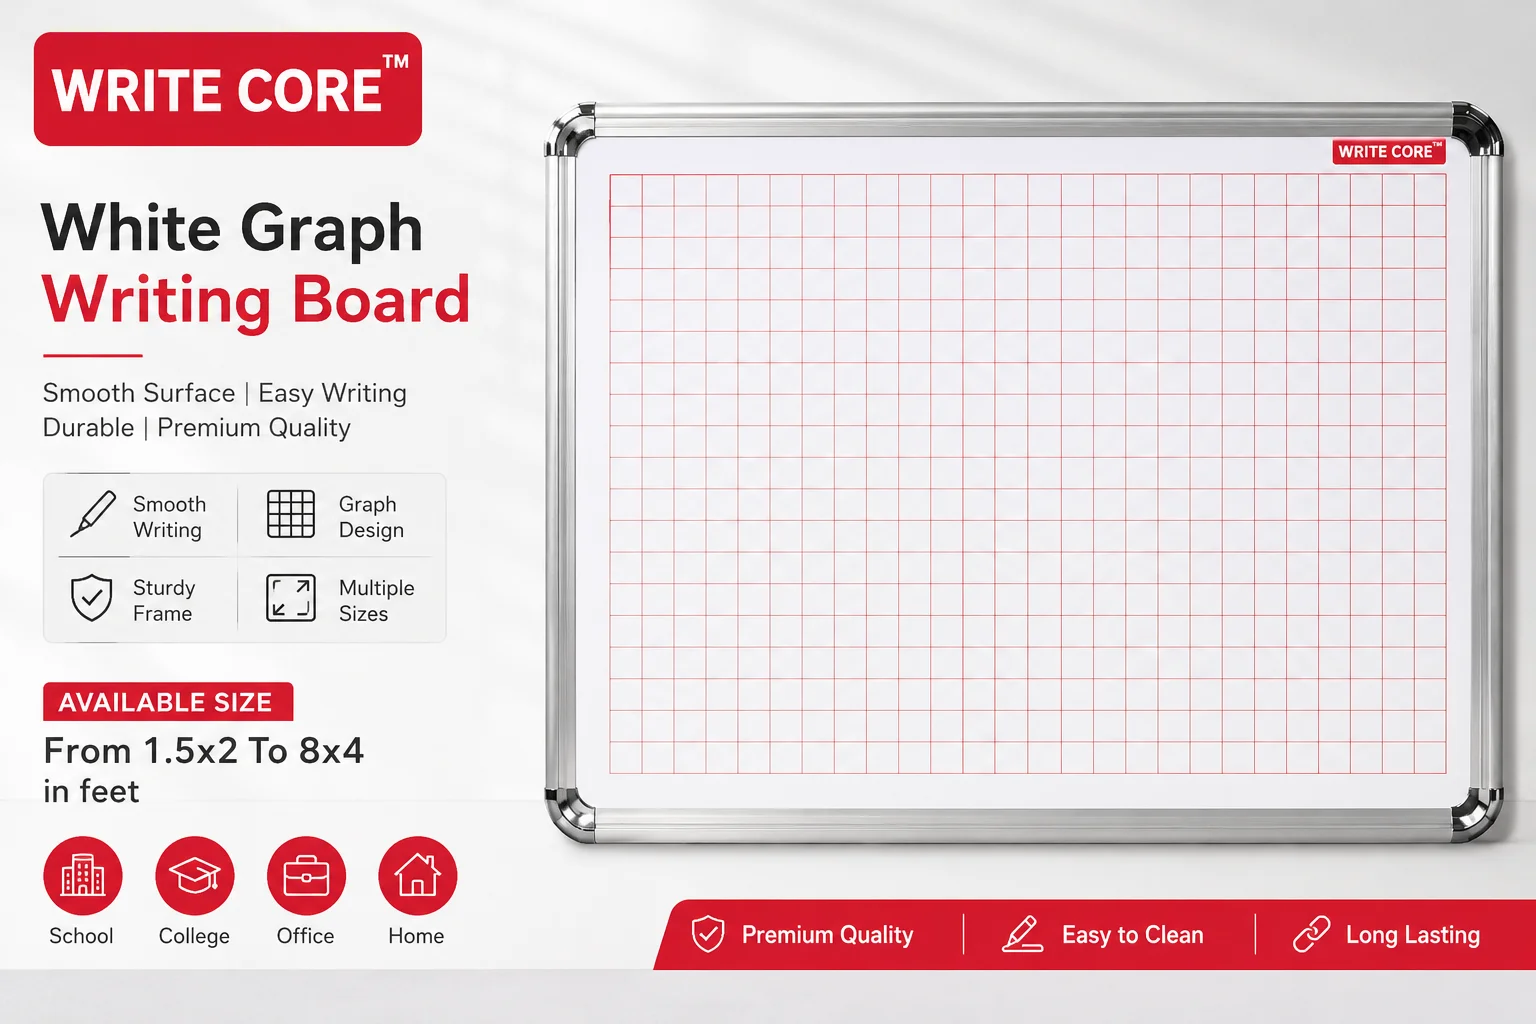 WRITE CORE™
White Graph
Writing Board
Smooth Surface | Easy Writing
Durable | Premium Quality
Smooth
Writing
Graph
Design
Sturdy
Frame
Multiple
Sizes
AVAILABLE SIZE
From 1.5x2 To 8x4
in feet
School
College
Office
Home
WRITE CORE™
Premium Quality
Easy to Clean
Long Lasting